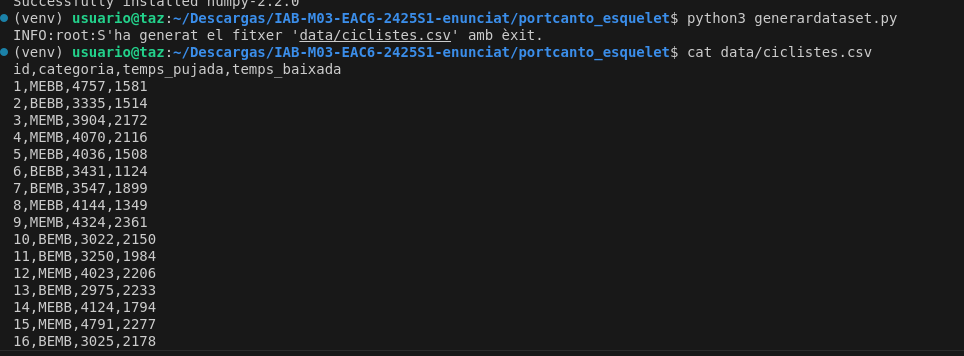 Successfully installed numpy-2.2.0
(venv) usuario@taz:~/Descargas/IAB-M03-EAC6-2425S1-enunciat/portcanto_esquelet$ python3 generardataset.py
INFO:root:S'ha generat el fitxer 'data/ciclistes.csv' amb èxit.
(venv) usuario@taz:~/Descargas/IAB-M03-EAC6-2425S1-enunciat/portcanto_esquelet$ cat data/ciclistes.csv
id,categoria,temps_pujada,temps_baixada
1,MEBB,4757,1581
2,BEBB,3335,1514
3,MEMB,3904,2172
4,MEMB,4070,2116
5,MEBB,4036,1508
6,BEBB,3431,1124
7,BEMB,3547,1899
8,MEBB,4144,1349
9,MEMB,4324,2361
10,BEMB,3022,2150
11,BEMB,3250,1984
12,MEMB,4023,2206
13,BEMB,2975,2233
14,MEBB,4124,1794
15,MEMB,4791,2277
16,BEMB,3025,2178